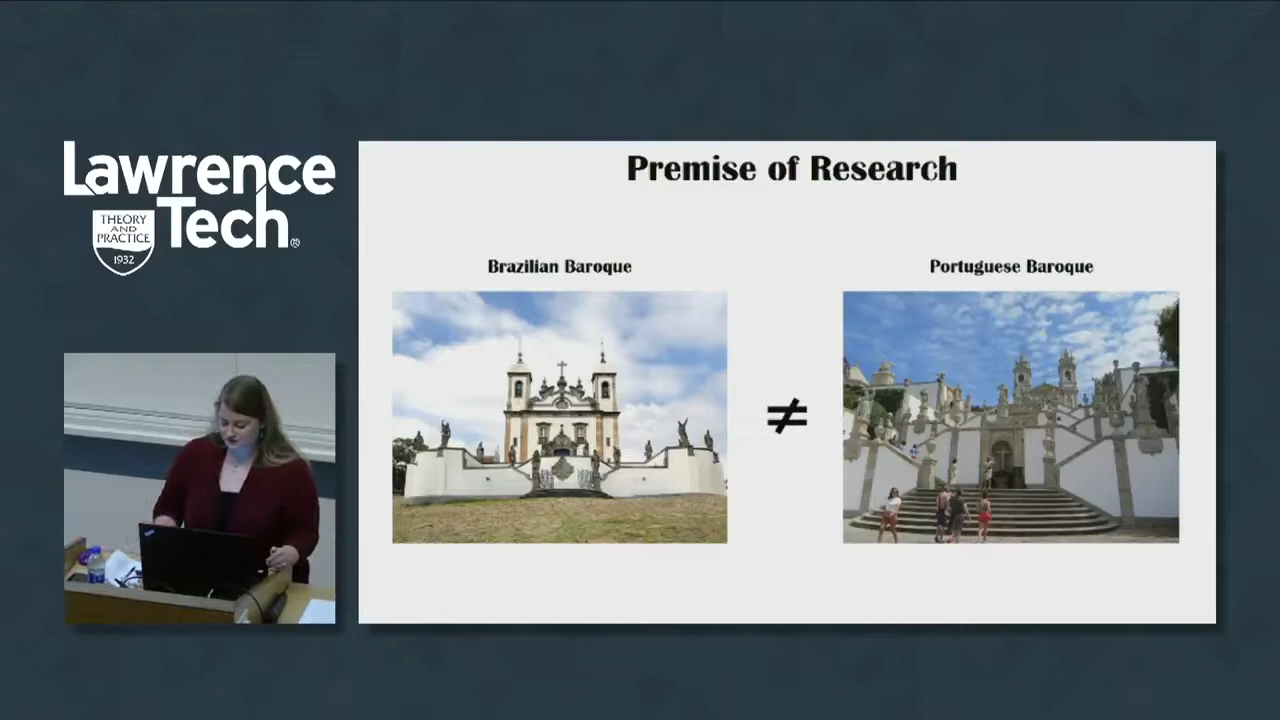 Lawrence
Tech®
THEORY
AND
PRACTICE
1932
Premise of Research
Brazilian Baroque
Portuguese Baroque
≠